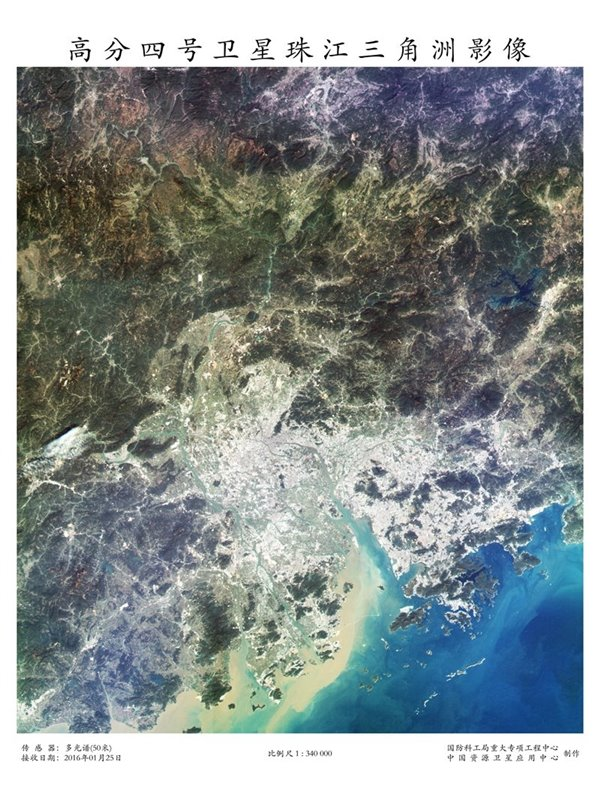 高分四号卫星珠江三角洲影像
传 感 器：多光谱(50米)
接收日期：2016年01月25日
比例尺 1 : 340 000
国防科工局重大专项工程中心
中国资源卫星应用中心
制作